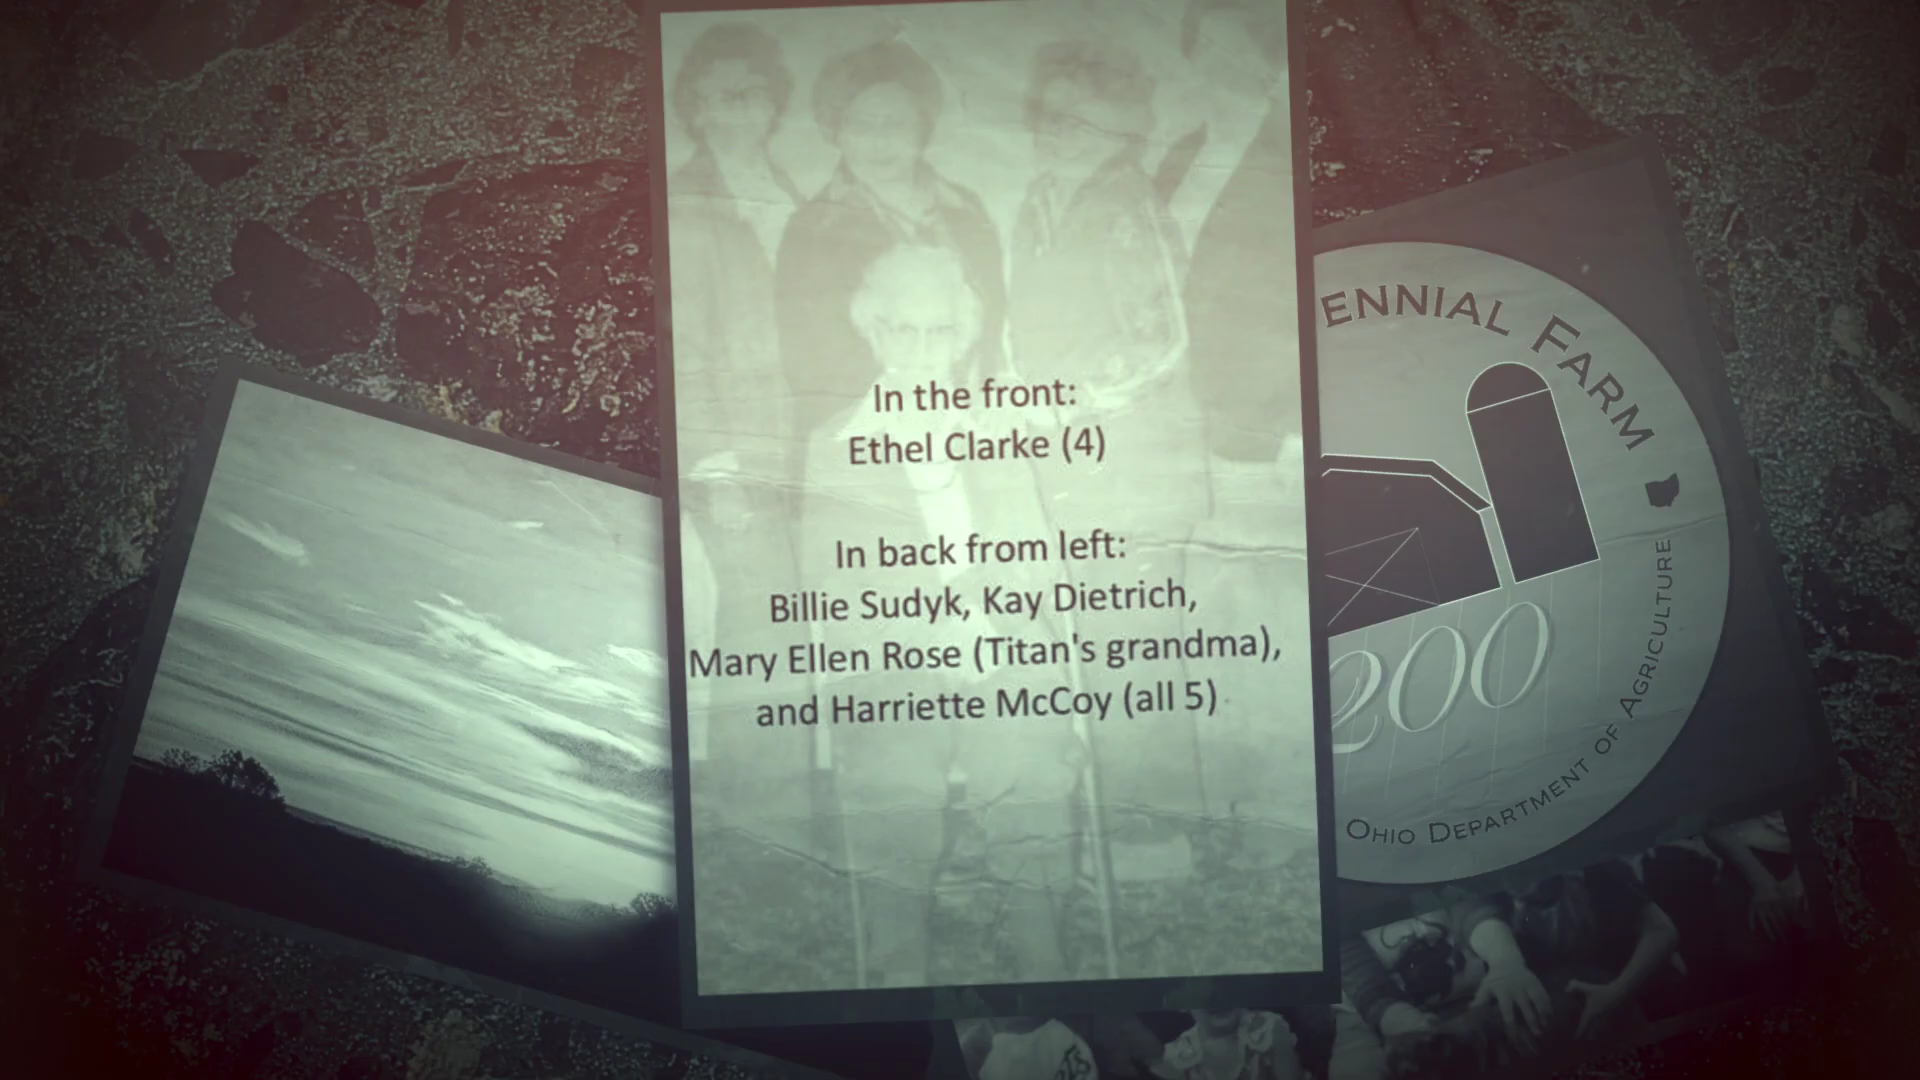 In the front:
Ethel Clarke (4)
In back from left:
Billie Sudyk, Kay Dietrich,
Mary Ellen Rose (Titan's grandma),
and Harriette McCoy (all 5)
ENNIAL FARM
200
OHIO DEPARTMENT OF AGRICULTURE